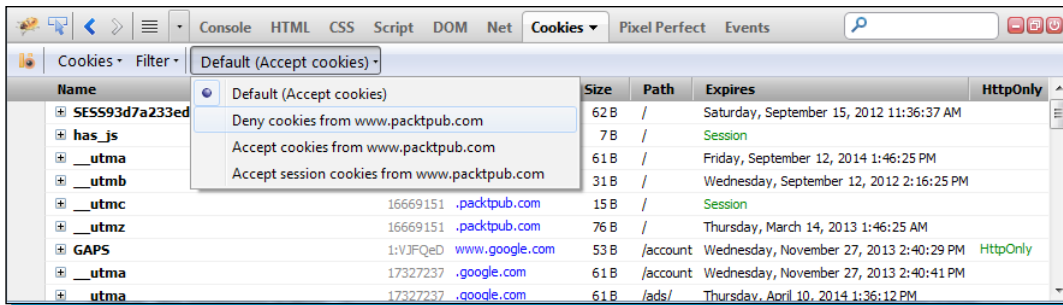 Console HTML CSS Script DOM Net Cookies Pixel Perfect Events
Cookies Filter Default (Accept cookies)
Name Size Path Expires HttpOnly
Default (Accept cookies)
Deny cookies from www.packtpub.com
Accept cookies from www.packtpub.com
Accept session cookies from www.packtpub.com
SESS93d7a233ed 62 B / Saturday, September 15, 2012 11:36:37 AM
has_js 7 B / Session
__utma 61 B / Friday, September 12, 2014 1:46:25 PM
__utmb 31 B / Wednesday, September 12, 2012 2:16:25 PM
__utmc 16669151 .packtpub.com 15 B / Session
__utmz 16669151 .packtpub.com 76 B / Thursday, March 14, 2013 1:46:25 AM
GAPS 1:VJFQeD www.google.com 53 B /account Wednesday, November 27, 2013 2:40:29 PM HttpOnly
__utma 17327237 .google.com 61 B /account Wednesday, November 27, 2013 2:40:41 PM
__utma 17327237 .google.com 61 B /ads/ Thursday, April 10, 2014 1:36:12 PM